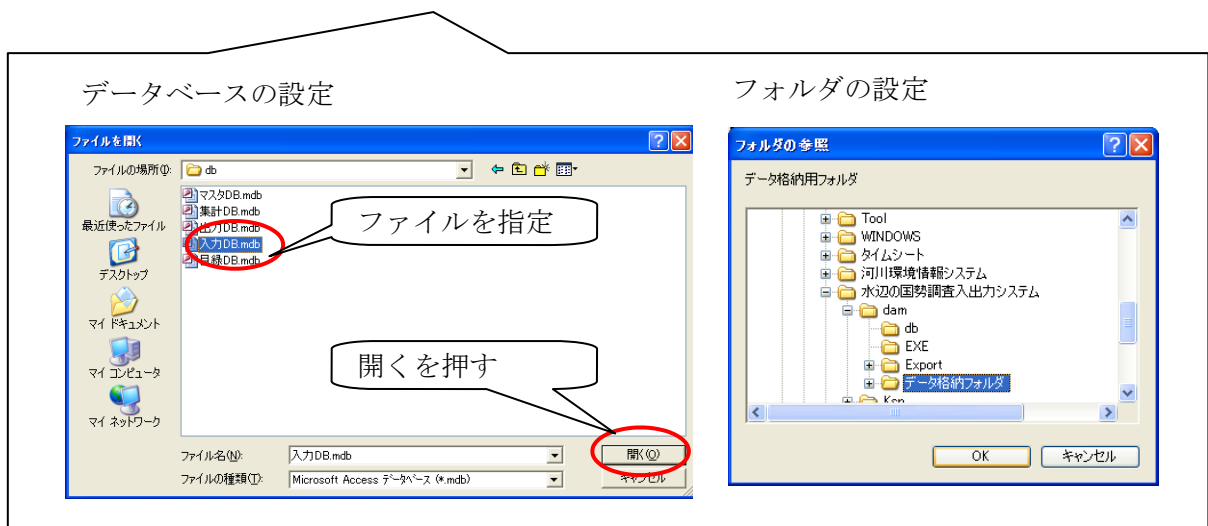 データベースの設定
フォルダの設定
ファイルを開く
ファイルの場所(I):
db
マスタDB.mdb
集計DB.mdb
出力DB.mdb
入力DB.mdb
目録DB.mdb
ファイルを指定
最近使ったファイル
デスクトップ
マイ ドキュメント
マイ コンピュータ
マイ ネットワーク
開くを押す
ファイル名(N):
入力DB.mdb
開く(O)
ファイルの種類(T):
Microsoft Access データベース (*.mdb)
キャンセル
フォルダの参照
データ格納用フォルダ
Tool
WINDOWS
タイムシート
河川環境情報システム
水辺の国勢調査入出力システム
dam
db
EXE
Export
データ格納フォルダ
OK
キャンセル